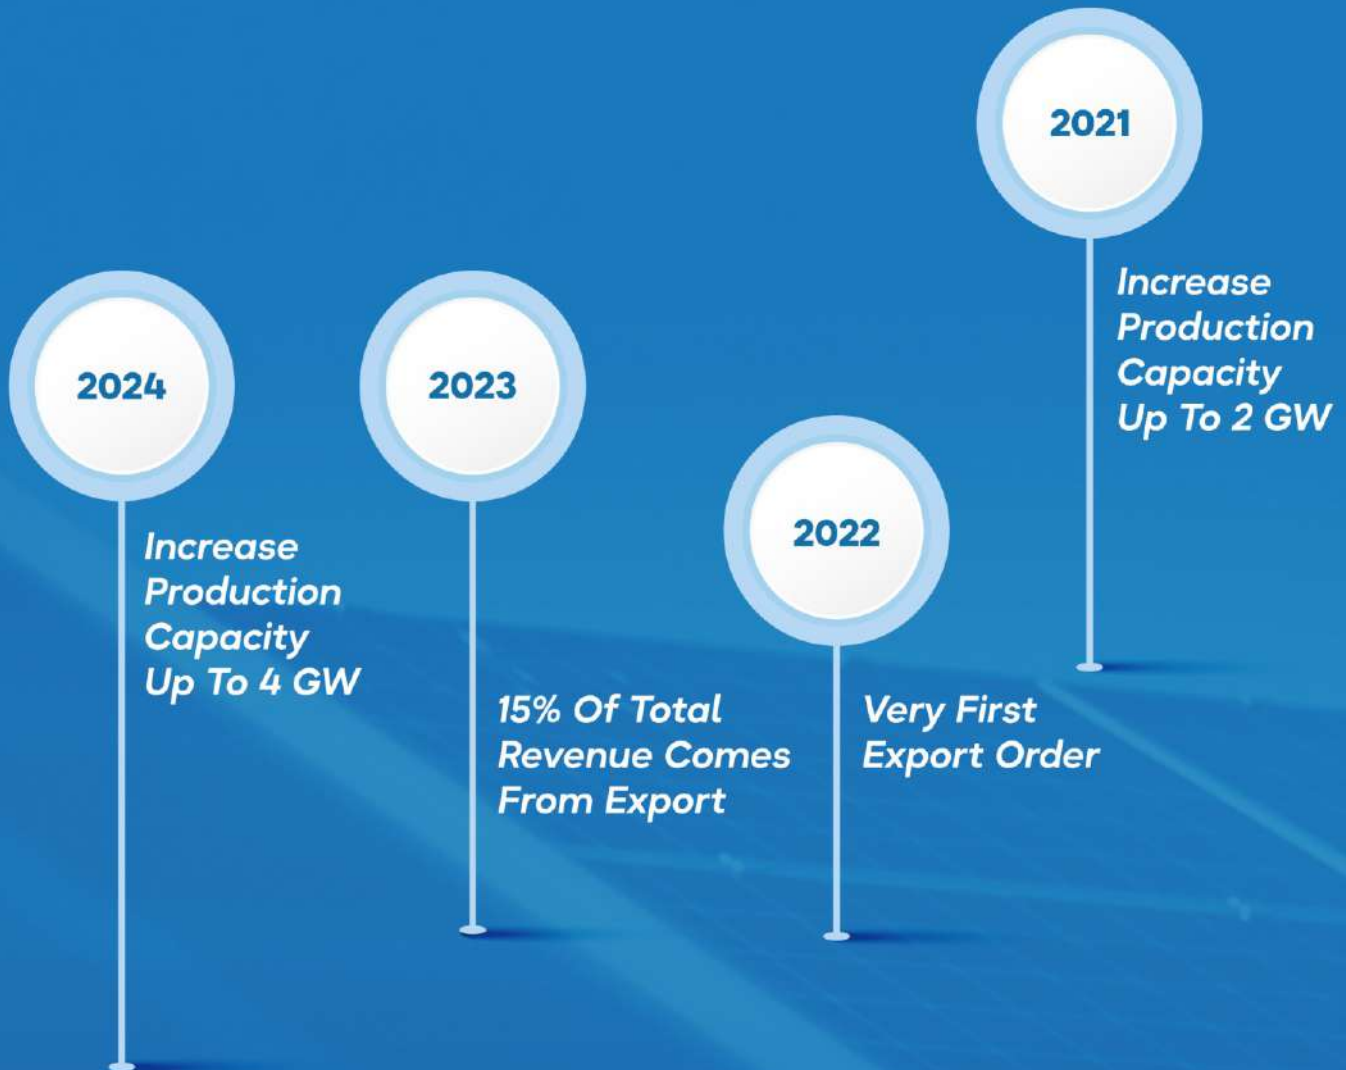 2024
Increase
Production
Capacity
Up To 4 GW
2023
15% Of Total
Revenue Comes
From Export
2022
Very First
Export Order
2021
Increase
Production
Capacity
Up To 2 GW